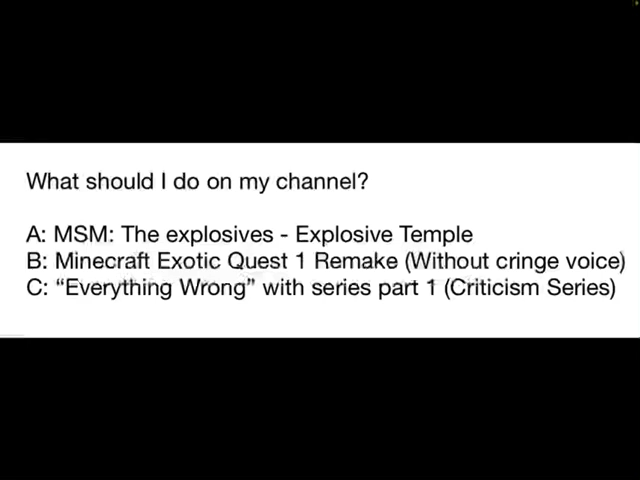 What should I do on my channel?
A: MSM: The explosives - Explosive Temple
B: Minecraft Exotic Quest 1 Remake (Without cringe voice)
C: “Everything Wrong” with series part 1 (Criticism Series)